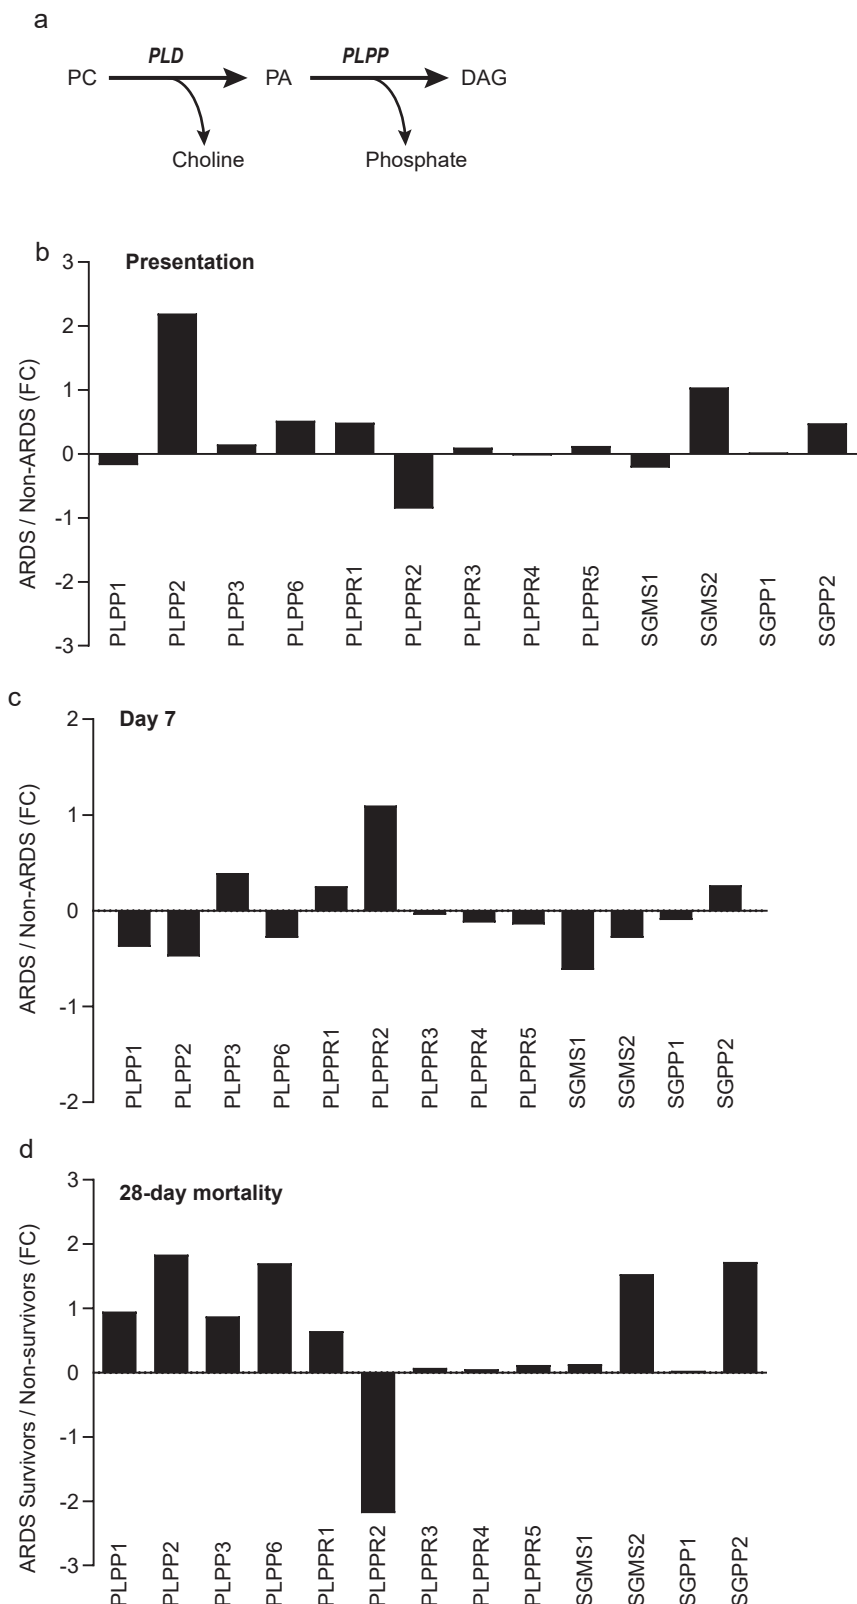 a
PLD PLPP
PC PA DAG
Choline Phosphate
b
Presentation
ARDS / Non-ARDS (FC)
3
2
1
0
-1
-2
-3
PLPP1
PLPP2
PLPP3
PLPP6
PLPPR1
PLPPR2
PLPPR3
PLPPR4
PLPPR5
SGMS1
SGMS2
SGPP1
SGPP2
c
Day 7
ARDS / Non-ARDS (FC)
2
1
0
-1
-2
PLPP1
PLPP2
PLPP3
PLPP6
PLPPR1
PLPPR2
PLPPR3
PLPPR4
PLPPR5
SGMS1
SGMS2
SGPP1
SGPP2
d
28-day mortality
ARDS Survivors / Non-survivors (FC)
3
2
1
0
-1
-2
-3
PLPP1
PLPP2
PLPP3
PLPP6
PLPPR1
PLPPR2
PLPPR3
PLPPR4
PLPPR5
SGMS1
SGMS2
SGPP1
SGPP2